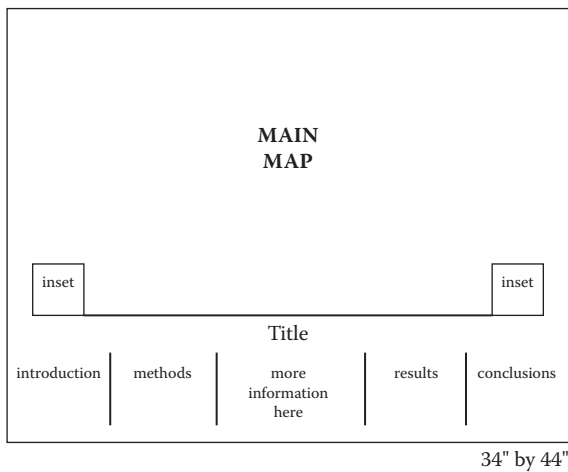 MAIN
MAP
inset
inset
Title
introduction
methods
more
information
here
results
conclusions
34" by 44"